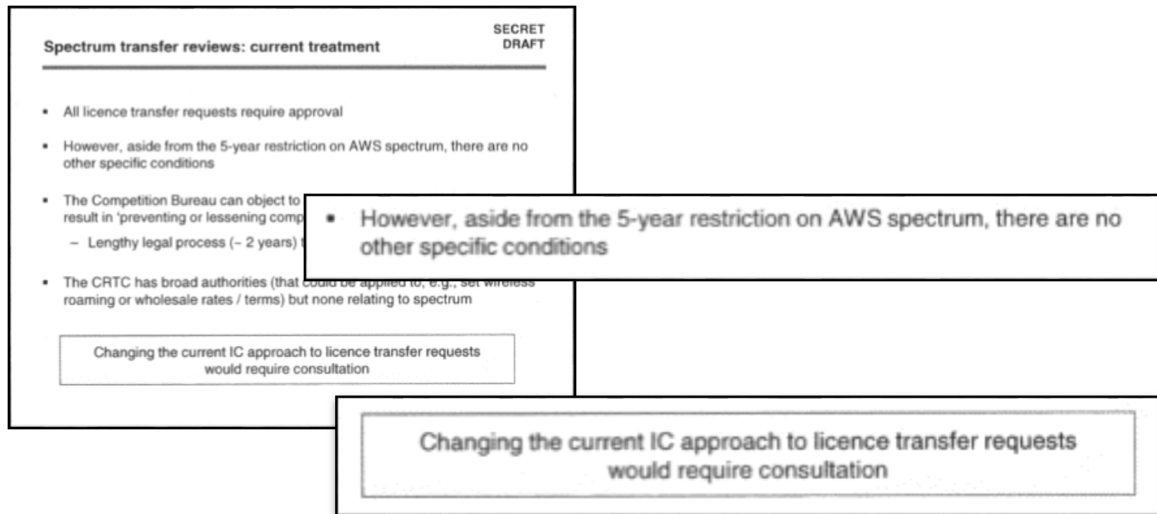 SECRET
DRAFT
Spectrum transfer reviews: current treatment
▪ All licence transfer requests require approval
▪ However, aside from the 5-year restriction on AWS spectrum, there are no
other specific conditions
▪ The Competition Bureau can object to
result in 'preventing or lessening comp
– Lengthy legal process (~ 2 years)
▪ However, aside from the 5-year restriction on AWS spectrum, there are no
other specific conditions
▪ The CRTC has broad authorities (that could be applied to, e.g., set wireless
roaming or wholesale rates / terms) but none relating to spectrum
Changing the current IC approach to licence transfer requests
would require consultation
Changing the current IC approach to licence transfer requests
would require consultation